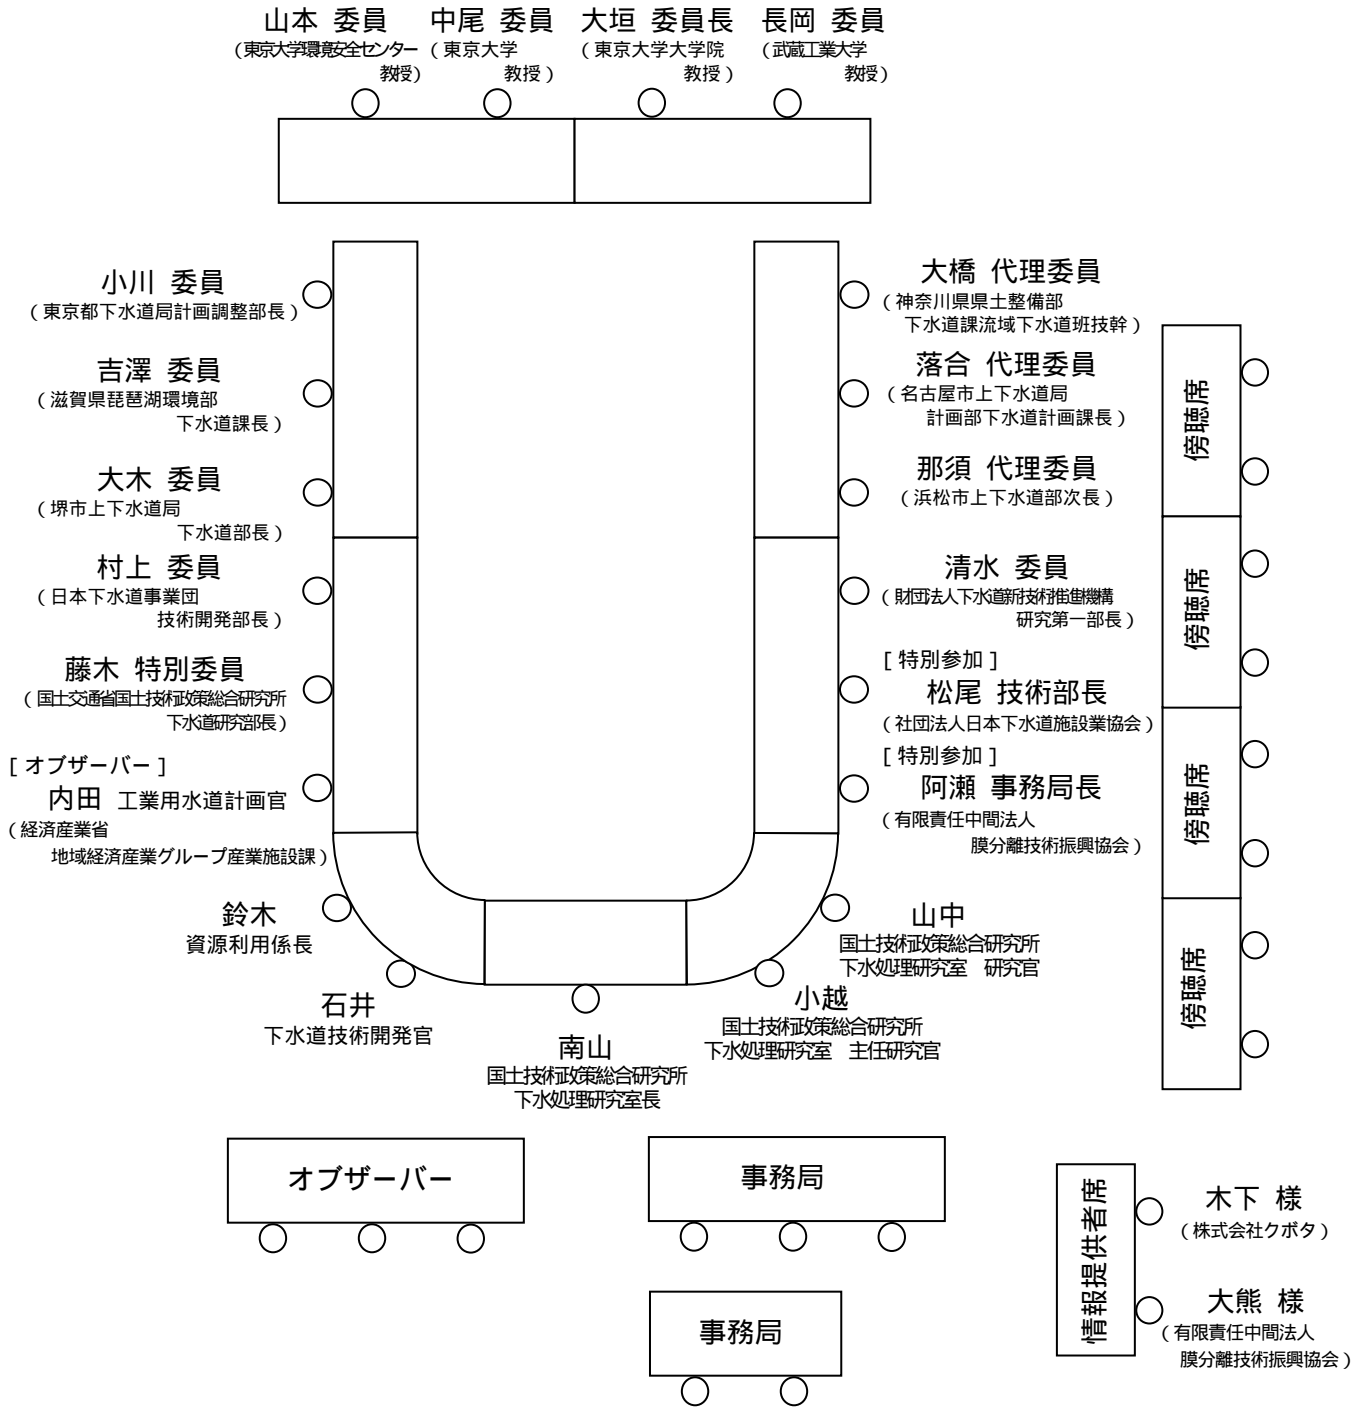 山本 委員
(東京大学環境安全センター
教授)
中尾 委員
(東京大学
教授)
大垣 委員長
(東京大学大学院
教授)
長岡 委員
(武蔵工業大学
教授)
小川 委員
(東京都下水道局計画調整部長)
吉澤 委員
(滋賀県琵琶湖環境部
下水道課長)
大木 委員
(堺市上下水道局
下水道部長)
村上 委員
(日本下水道事業団
技術開発部長)
藤木 特別委員
(国土交通省国土技術政策総合研究所
下水道研究部長)
[オブザーバー]
内田 工業用水道計画官
(経済産業省
地域経済産業グループ産業施設課)
鈴木
資源利用係長
石井
下水道技術開発官
南山
国土技術政策総合研究所
下水処理研究室長
小越
国土技術政策総合研究所
下水処理研究室 主任研究官
山中
国土技術政策総合研究所
下水処理研究室 研究官
大橋 代理委員
(神奈川県県土整備部
下水道課流域下水道班技幹)
落合 代理委員
(名古屋市上下水道局
計画部下水道計画課長)
那須 代理委員
(浜松市上下水道部次長)
清水 委員
(財団法人下水道新技術推進機構
研究第一部長)
[特別参加]
松尾 技術部長
(社団法人日本下水道施設業協会)
[特別参加]
阿瀬 事務局長
(有限責任中間法人
膜分離技術振興協会)
傍聴席
傍聴席
傍聴席
傍聴席
オブザーバー
事務局
事務局
情報提供者席
木下 様
(株式会社クボタ)
大熊 様
(有限責任中間法人
膜分離技術振興協会)